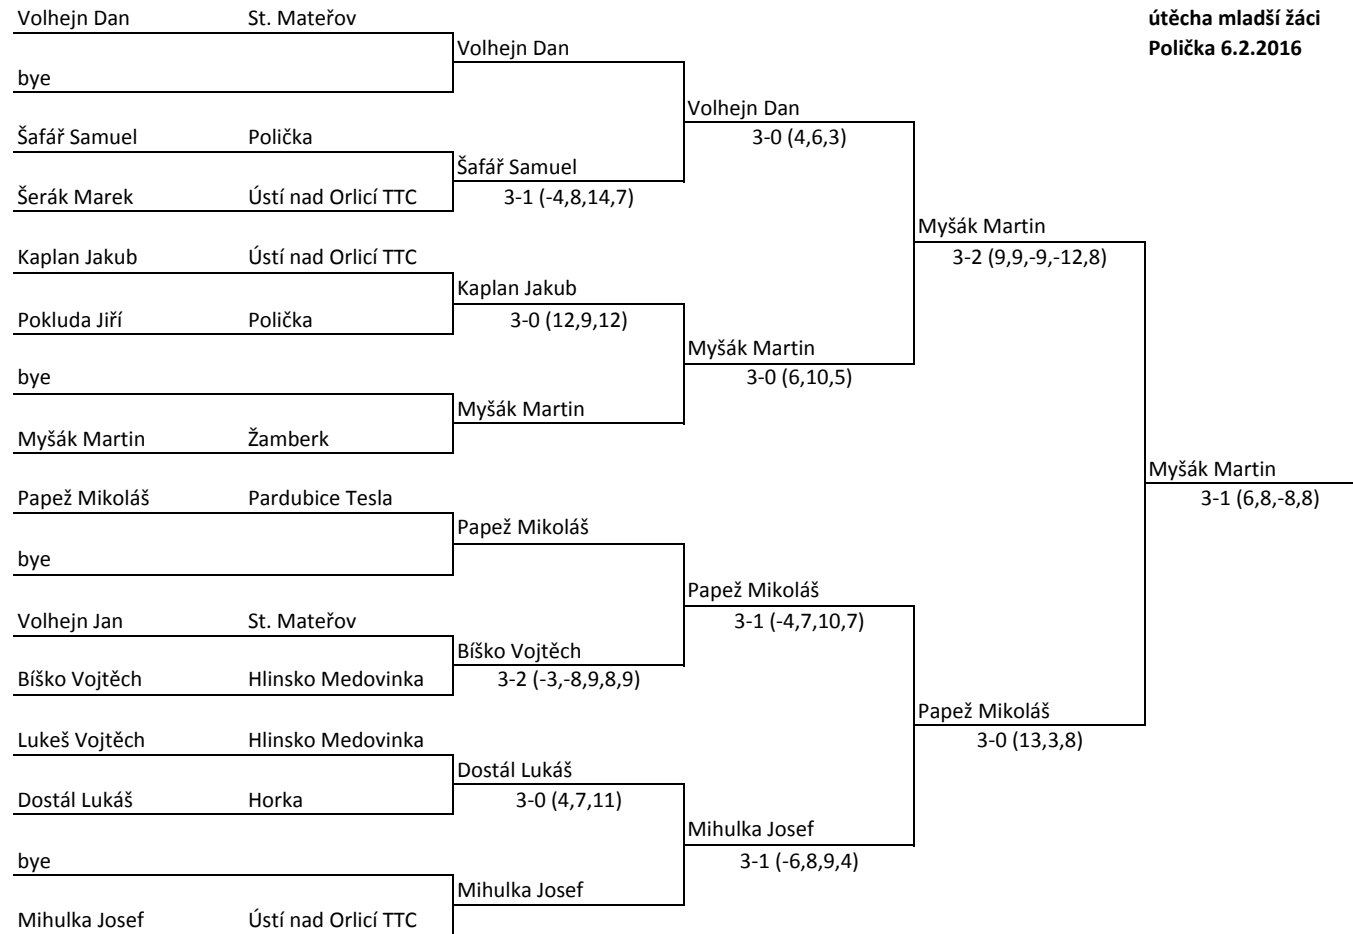 Volhejn Dan St. Mateřov útěcha mladší žáci
Volhejn Dan Polička 6.2.2016
bye
Volhejn Dan
Šafář Samuel Polička 3-0 (4,6,3)
Šafář Samuel
Šerák Marek Ústí nad Orlicí TTC 3-1 (-4,8,14,7)
Myšák Martin
Kaplan Jakub Ústí nad Orlicí TTC 3-2 (9,9,-9,-12,8)
Kaplan Jakub
Pokluda Jiří Polička 3-0 (12,9,12)
Myšák Martin
bye 3-0 (6,10,5)
Myšák Martin
Myšák Martin Žamberk
Myšák Martin
Papež Mikoláš Pardubice Tesla 3-1 (6,8,-8,8)
Papež Mikoláš
bye
Papež Mikoláš
Volhejn Jan St. Mateřov 3-1 (-4,7,10,7)
Bíško Vojtěch
Bíško Vojtěch Hlinsko Medovinka 3-2 (-3,-8,9,8,9)
Papež Mikoláš
Lukeš Vojtěch Hlinsko Medovinka 3-0 (13,3,8)
Dostál Lukáš
Dostál Lukáš Horka 3-0 (4,7,11)
Mihulka Josef
bye 3-1 (-6,8,9,4)
Mihulka Josef
Mihulka Josef Ústí nad Orlicí TTC